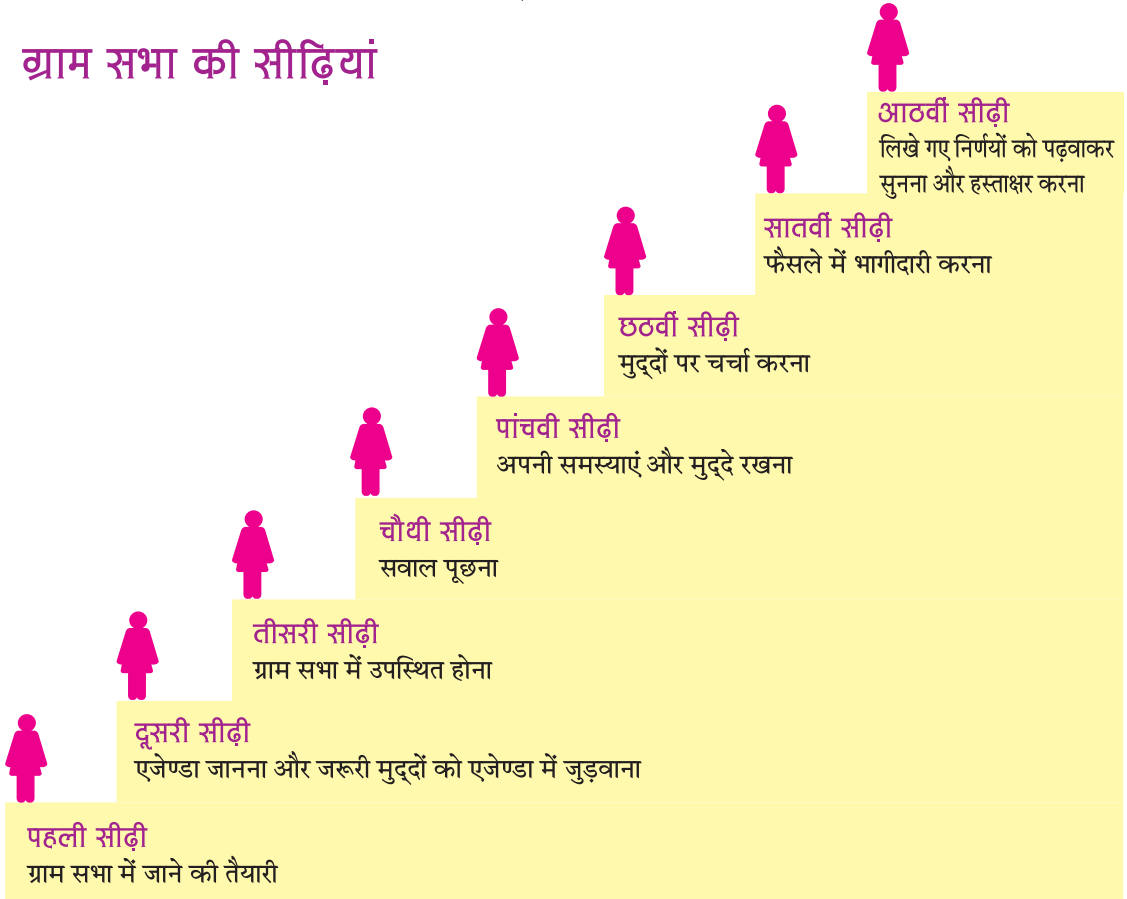 ग्राम सभा की सीढ़ियां
आठवीं सीढ़ी
लिखे गए निर्णयों को पढ़वाकर
सुनना और हस्ताक्षर करना
सातवीं सीढ़ी
फैसले में भागीदारी करना
छठवीं सीढ़ी
मुद्दों पर चर्चा करना
पांचवी सीढ़ी
अपनी समस्याएं और मुद्दे रखना
चौथी सीढ़ी
सवाल पूछना
तीसरी सीढ़ी
ग्राम सभा में उपस्थित होना
दूसरी सीढ़ी
एजेण्डा जानना और जरूरी मुद्दों को एजेण्डा में जुड़वाना
पहली सीढ़ी
ग्राम सभा में जाने की तैयारी